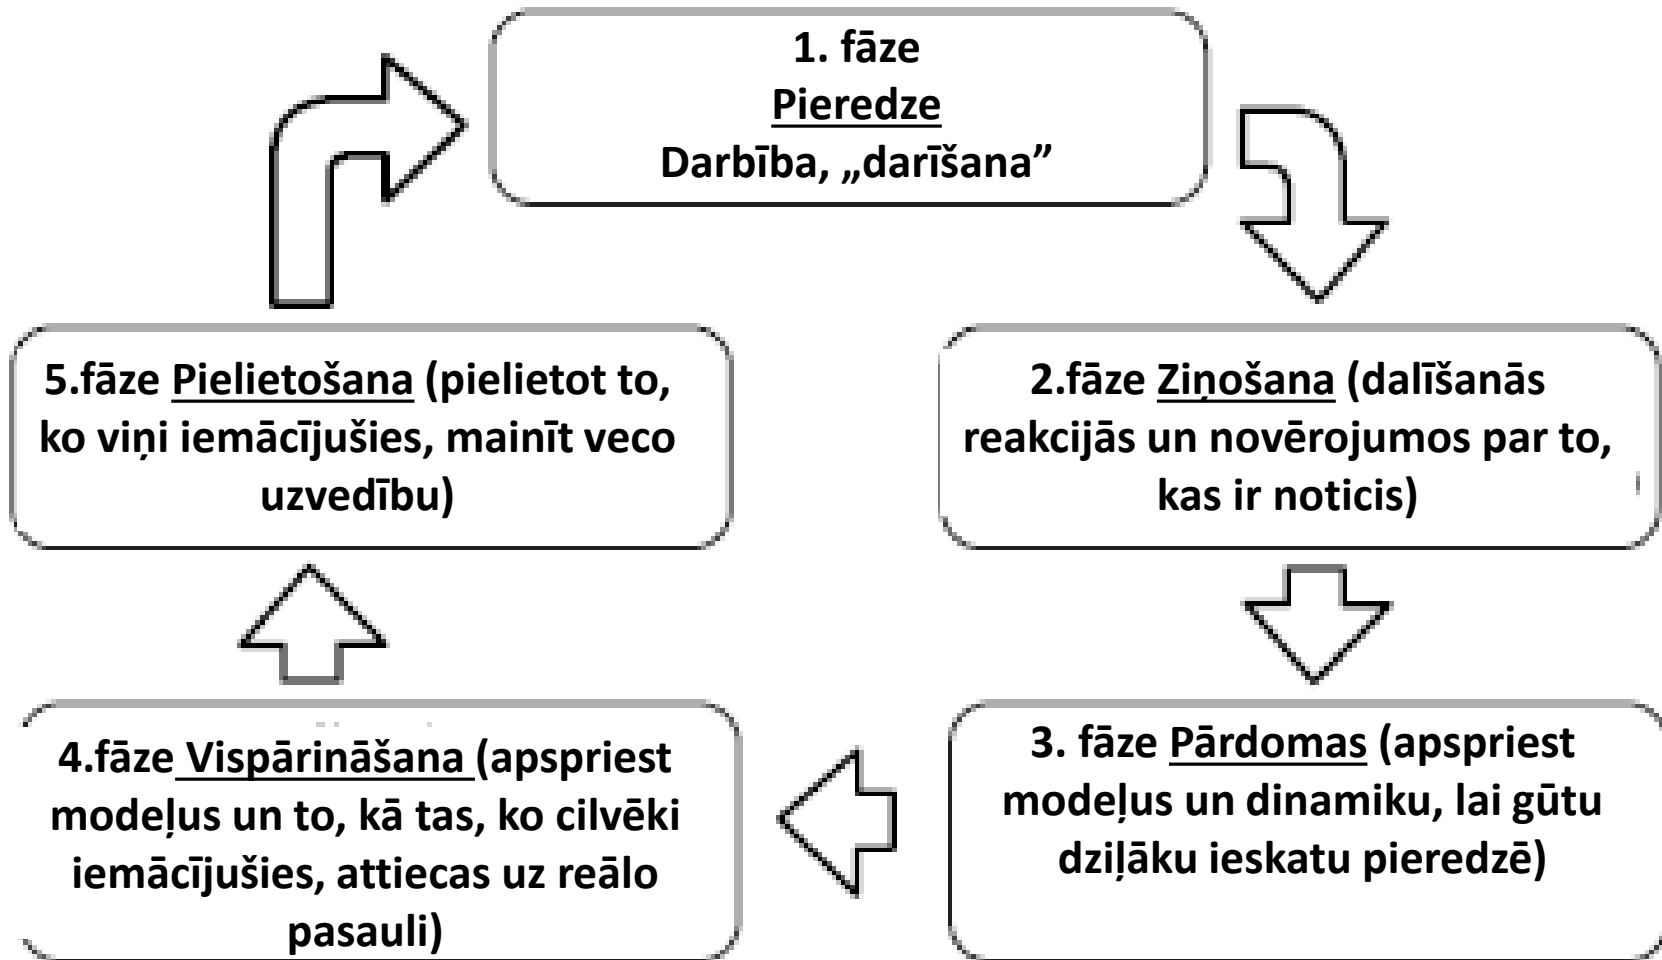 1. fāze
Pieredze
Darbība, „darīšana”
2.fāze Ziņošana (dalīšanās
reakcijās un novērojumos par to,
kas ir noticis)
3. fāze Pārdomas (apspriest
modeļus un dinamiku, lai gūtu
dziļāku ieskatu pieredzē)
4.fāze Vispārināšana (apspriest
modeļus un to, kā tas, ko cilvēki
iemācījušies, attiecas uz reālo
pasauli)
5.fāze Pielietošana (pielietot to,
ko viņi iemācījušies, mainīt veco
uzvedību)